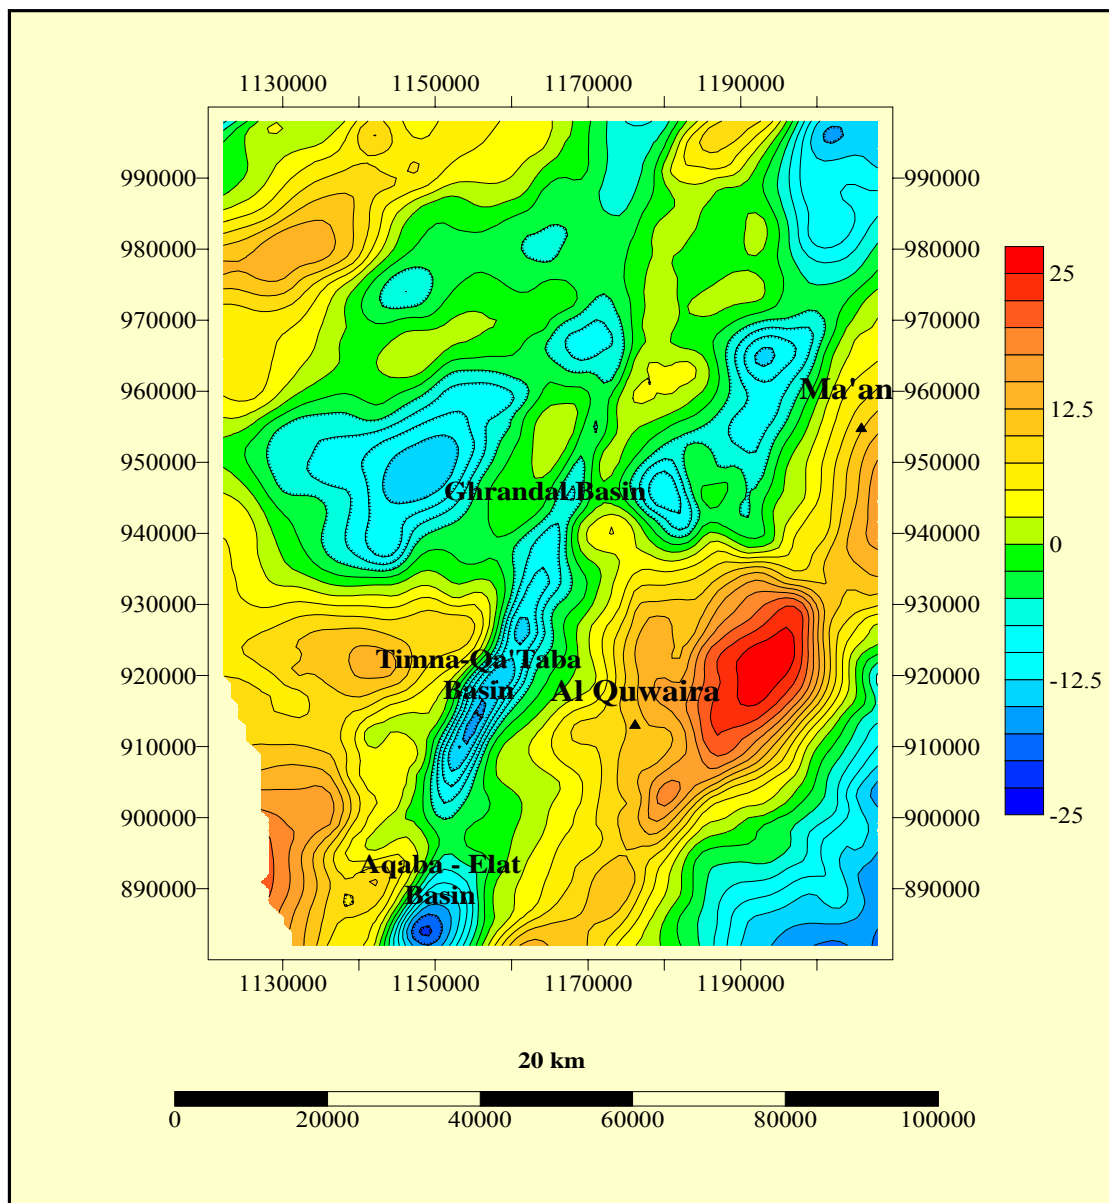 1130000 1150000 1170000 1190000
990000 990000
980000 980000
25
970000 970000
960000 Ma'an 960000
12.5
950000 950000
Ghrandal Basin
940000 940000
0
930000 930000
Timna-Qa'Taba
920000 920000
-12.5
Basin Al Quwaira
910000 910000
900000 900000
-25
Aqaba - Elat
890000 890000
Basin
1130000 1150000 1170000 1190000
20 km
0 20000 40000 60000 80000 100000